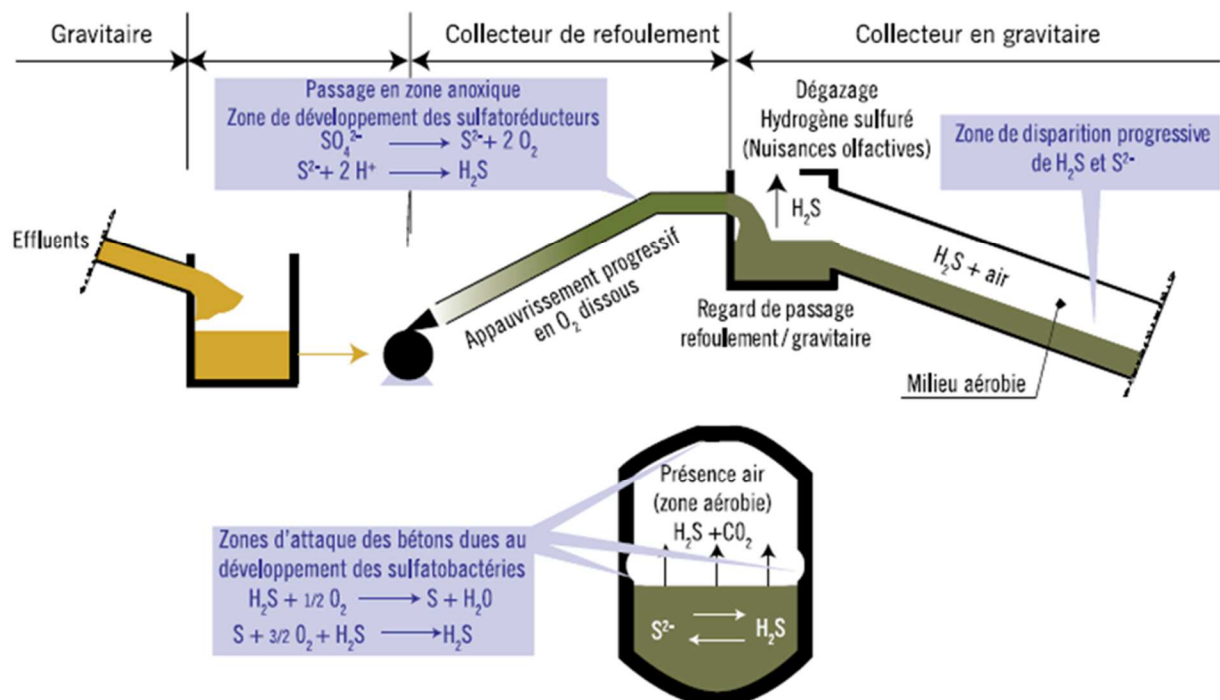 Gravitaire
Collecteur de refoulement
Collecteur en gravitaire
Passage en zone anoxique
Zone de développement des sulfatoréducteurs
SO₄²⁻ → S²⁻+ 2 O₂
S²⁻+ 2 H⁺ → H₂S
Dégazage
Hydrogène sulfuré
(Nuisances olfactives)
Zone de disparition progressive
de H₂S et S²⁻
Effluents
H₂S
H₂S + air
Appauvrissement progressif
en O₂ dissous
Regard de passage
refoulement / gravitaire
Milieu aérobie
Présence air
(zone aérobie)
H₂S +CO₂
Zones d'attaque des bétons dues au
développement des sulfatobactéries
H₂S + 1/2 O₂ → S + H₂O
S + 3/2 O₂ + H₂S → H₂S
S²⁻ → ← H₂S